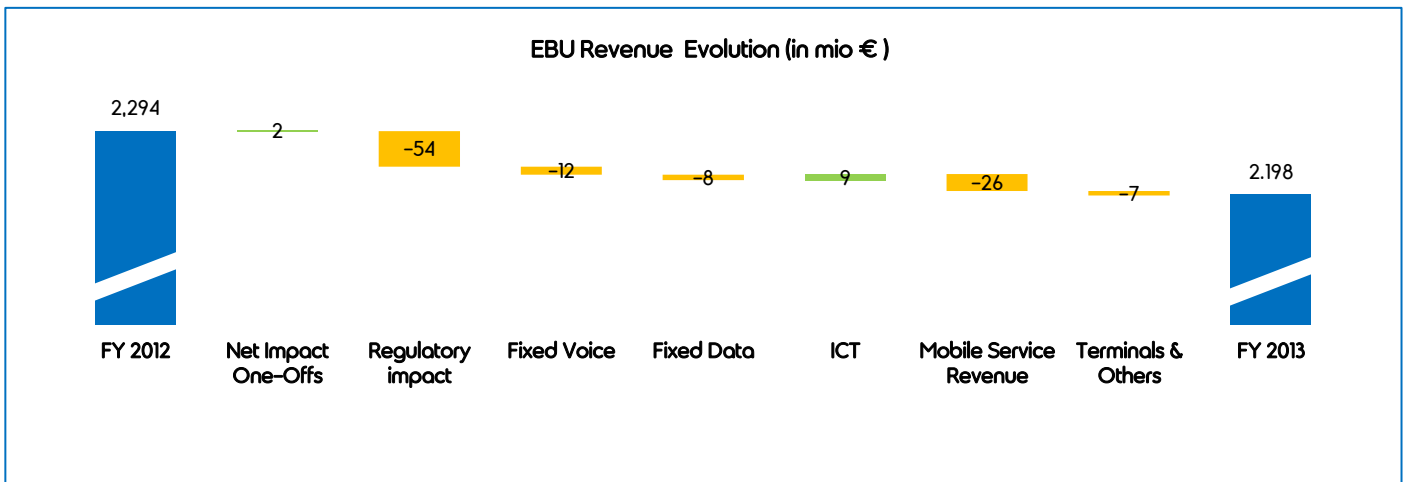 EBU Revenue Evolution (in mio € )
2,294
2
-54
-12
-8
9
-26
-7
2.198
FY 2012
Net Impact
One-Offs
Regulatory
impact
Fixed Voice
Fixed Data
ICT
Mobile Service
Revenue
Terminals &
Others
FY 2013